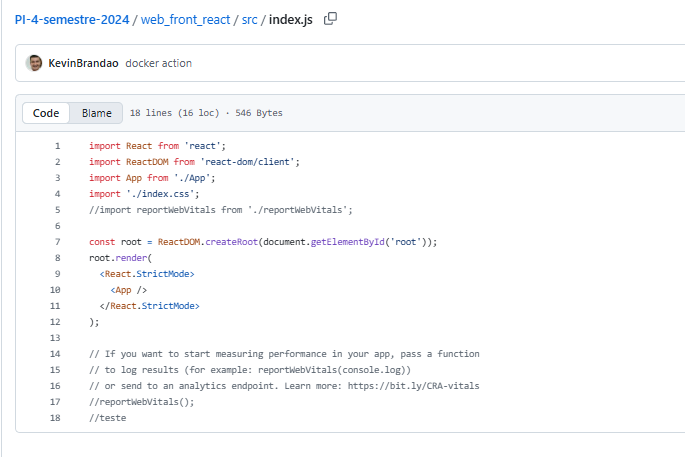 PI-4-semestre-2024 / web_front_react / src / index.js
KevinBrandao docker action
Code Blame 18 lines (16 loc) · 546 Bytes
1 import React from 'react';
2 import ReactDOM from 'react-dom/client';
3 import App from './App';
4 import './index.css';
5 //import reportWebVitals from './reportWebVitals';
6
7 const root = ReactDOM.createRoot(document.getElementById('root'));
8 root.render(
9   <React.StrictMode>
10     <App />
11   </React.StrictMode>
12 );
13
14 // If you want to start measuring performance in your app, pass a function
15 // to log results (for example: reportWebVitals(console.log))
16 // or send to an analytics endpoint. Learn more: https://bit.ly/CRA-vitals
17 //reportWebVitals();
18 //teste